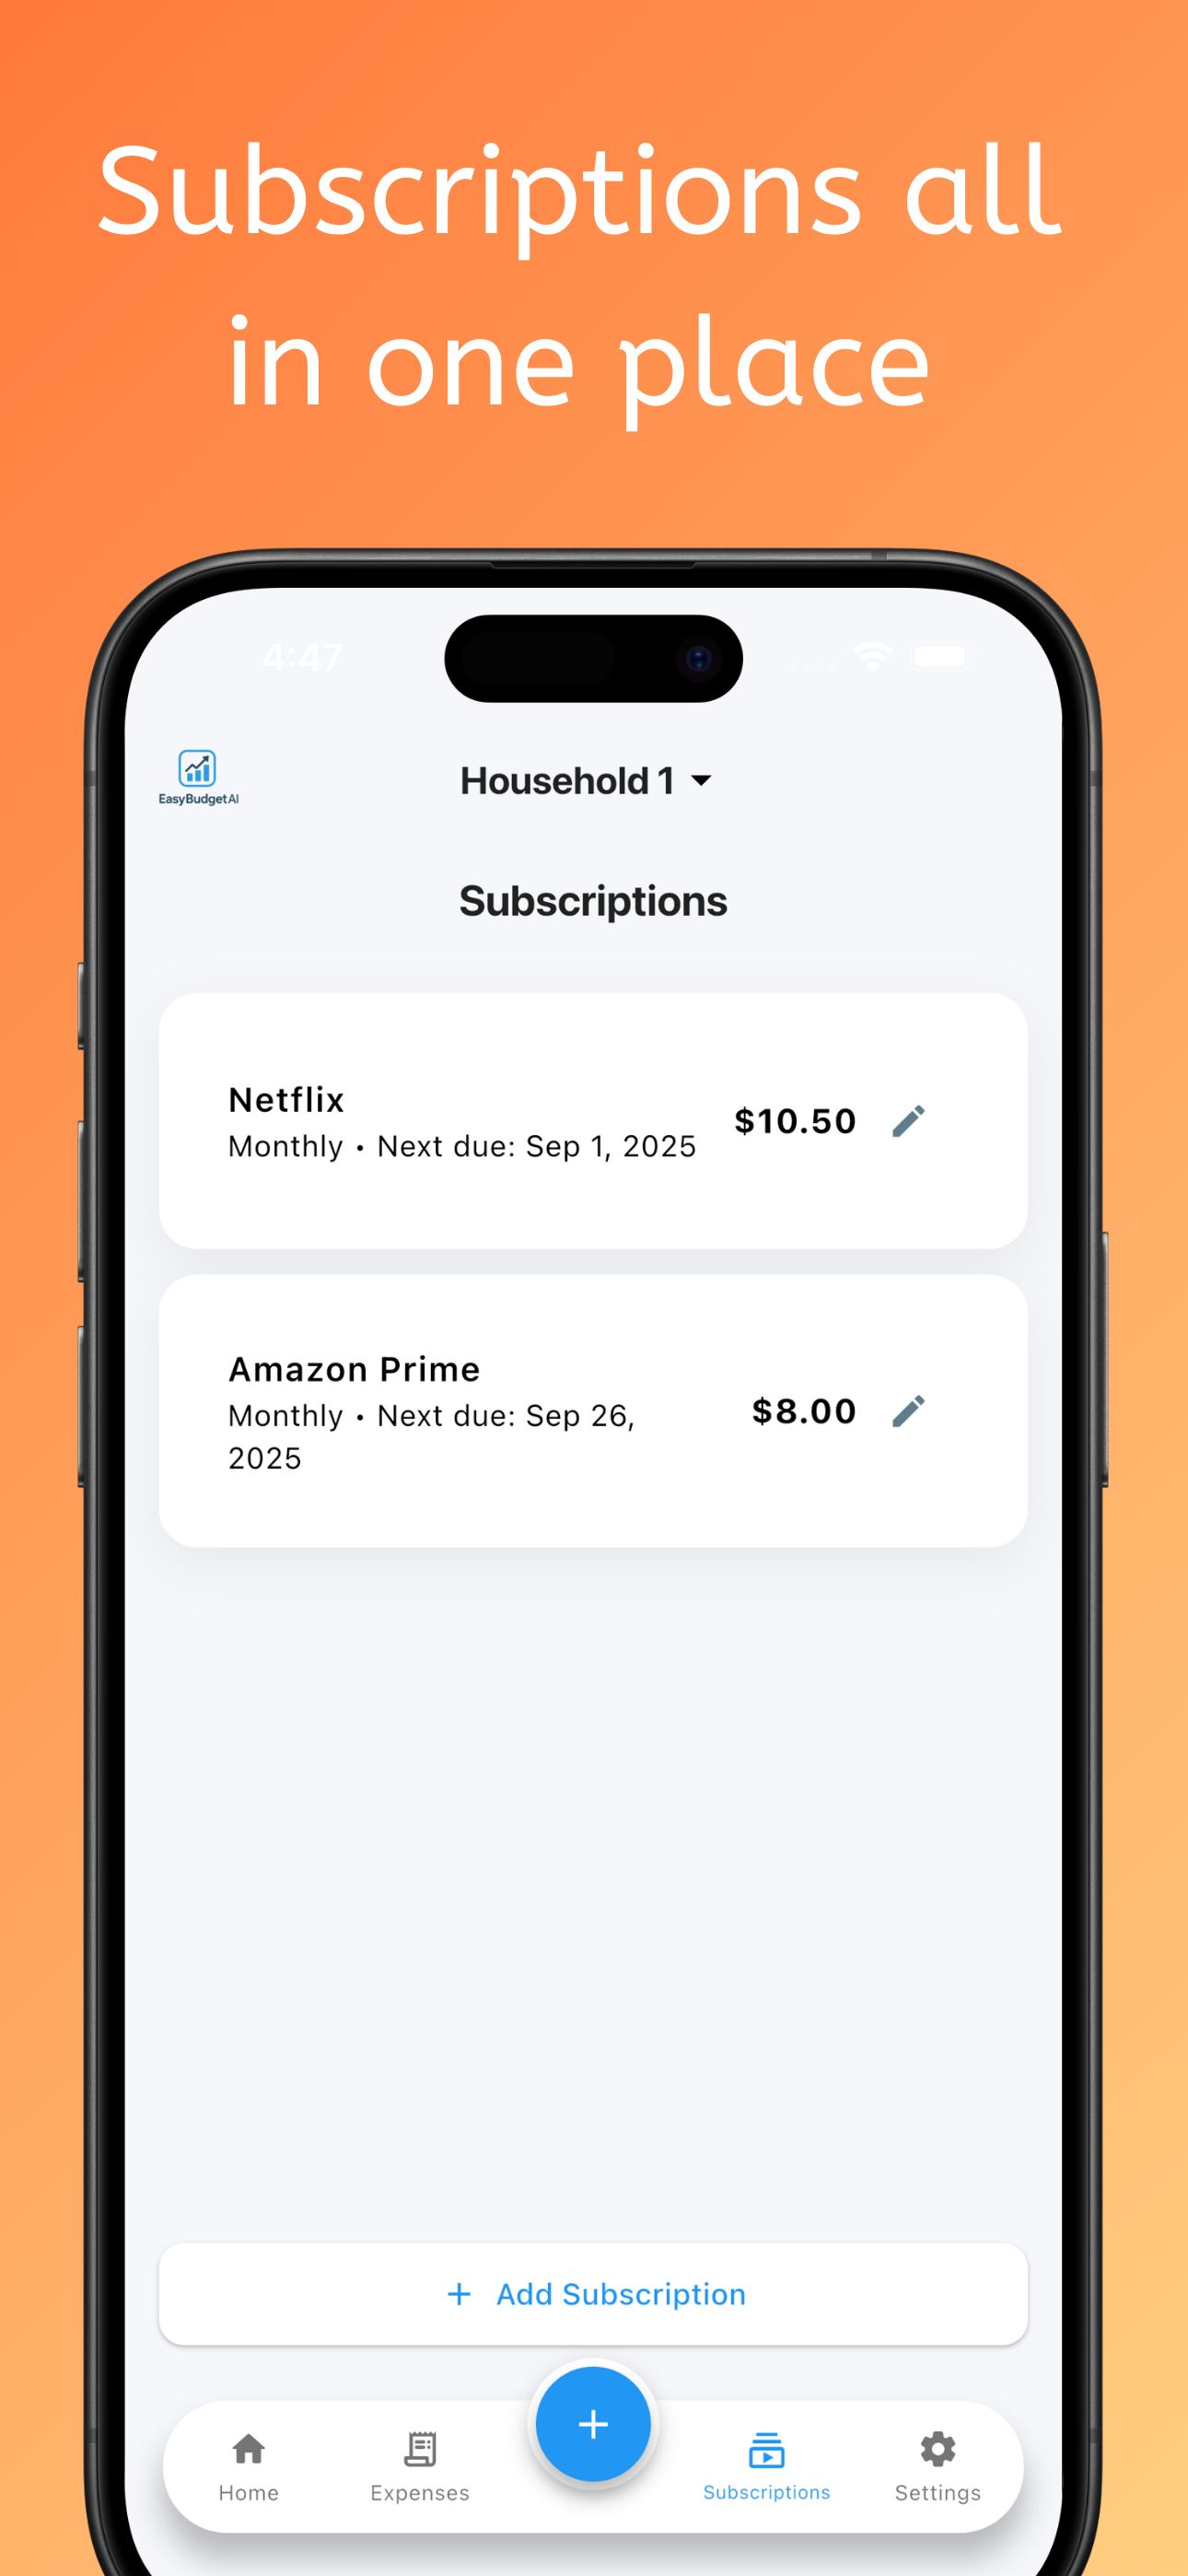 Subscriptions all
in one place
4:47
EasyBudgetAI
Household 1
Subscriptions
Netflix
Monthly • Next due: Sep 1, 2025
$10.50
Amazon Prime
Monthly • Next due: Sep 26,
2025
$8.00
+ Add Subscription
+
Home
Expenses
Subscriptions
Settings